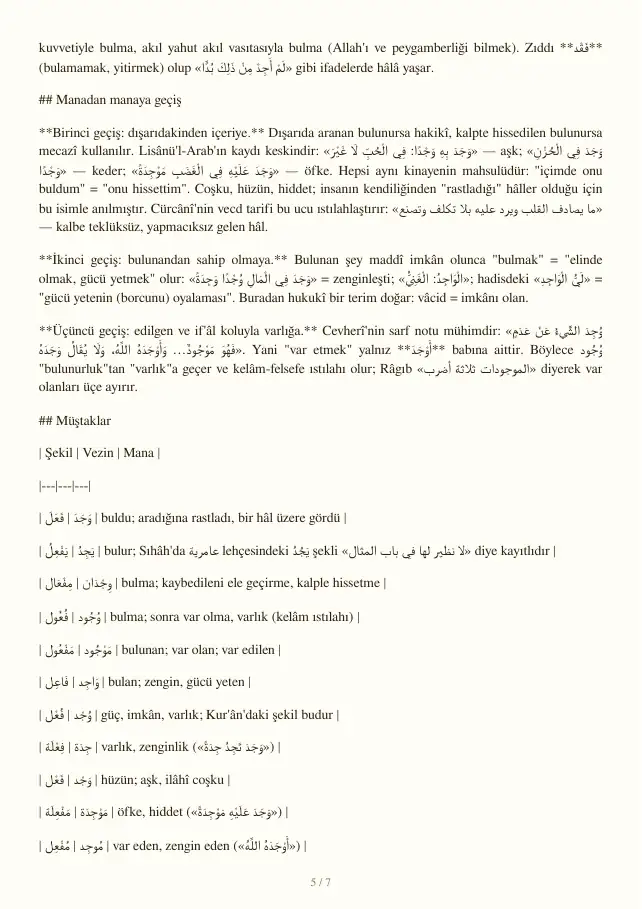 kuvvetiyle bulma, akıl yahut akıl vasıtasıyla bulma (Allah'ı ve peygamberliği bilmek). Zıddı **فَقْد**
(bulamamak, yitirmek) olup «لَمْ أَجِدْ مِنْ ذَلِكَ بُدًّا» gibi ifadelerde hâlâ yaşar.
## Manadan manaya geçiş
**Birinci geçiş: dışarıdakinden içeriye.** Dışarıda aranan bulunursa hakikî, kalpte hissedilen bulunursa
mecazî kullanılır. Lisânü'l-Arab'ın kaydı keskindir: «وَجَدَ بِهِ وَجْدًا: فِي الْحُبِّ لَا غَيْرَ» — aşk; «وَجَدَ فِي الْحُزْنِ
وَجْدًا» — keder; «وَجَدَ عَلَيْهِ فِي الْغَضَبِ مَوْجِدَةً» — öfke. Hepsi aynı kinayenin mahsulüdür: "içimde onu
buldum" = "onu hissettim". Coşku, hüzün, hiddet; insanın kendiliğinden "rastladığı" hâller olduğu için
bu isimle anılmıştır. Cürcânî'nin vecd tarifi bu ucu ıstılahlaştırır: «ما يصادف القلب ويرد عليه بلا تكلف وتصنع»
— kalbe teklüksüz, yapmacıksız gelen hâl.
**İkinci geçiş: bulunandan sahip olmaya.** Bulunan şey maddî imkân olunca "bulmak" = "elinde
olmak, gücü yetmek" olur: «وَجَدَ فِي الْمَالِ وُجْدًا وَجِدَةً» = zenginleşti; «الْوَاجِدُ: الْغَنِيُّ»; hadisdeki «لَيُّ الْوَاجِدِ» =
"gücü yetenin (borcunu) oyalaması". Buradan hukukî bir terim doğar: vâcid = imkânı olan.
**Üçüncü geçiş: edilgen ve if'âl koluyla varlığa.** Cevherî'nin sarf notu mühimdir: «وُجِدَ الشَّيءُ عَنْ عَدَمٍ
فَهُوَ مَوْجُودٌ… وَأَوْجَدَهُ اللَّهُ، وَلَا يُقَالُ وَجَدَهُ». Yani "var etmek" yalnız **أَوْجَدَ** babına aittir. Böylece وُجُود
"bulunurluk"tan "varlık"a geçer ve kelâm-felsefe ıstılahı olur; Râgıb «الموجودات ثلاثة أضرب» diyerek var
olanları üçe ayırır.
## Müştaklar
| Şekil | Vezin | Mana |
|---|---|---|
| وَجَدَ | فَعَلَ | buldu; aradığına rastladı, bir hâl üzere gördü |
| يَجِدُ | يَفْعِلُ | bulur; Sıhâh'da عامرية lehçesindeki يَجُدُ şekli «لا نظير لها في باب المثال» diye kayıtlıdır |
| وِجْدَان | مِفْعَال | bulma; kaybedileni ele geçirme, kalple hissetme |
| وُجُود | فُعُول | bulma; sonra var olma, varlık (kelâm ıstılahı) |
| مَوْجُود | مَفْعُول | bulunan; var olan; var edilen |
| وَاجِد | فَاعِل | bulan; zengin, gücü yeten |
| وُجْد | فُعْل | güç, imkân, varlık; Kur'ân'daki şekil budur |
| جِدَة | فِعْلَة | varlık, zenginlik («وَجَدَ يَجِدُ جِدَةً») |
| وَجْد | فَعْل | hüzün; aşk, ilâhî coşku |
| مَوْجِدَة | مَفْعِلَة | öfke, hiddet («وَجَدَ عَلَيْهِ مَوْجِدَةً») |
| مُوجِد | مُفْعِل | var eden, zengin eden («أَوْجَدَهُ اللَّهُ») |
5 / 7